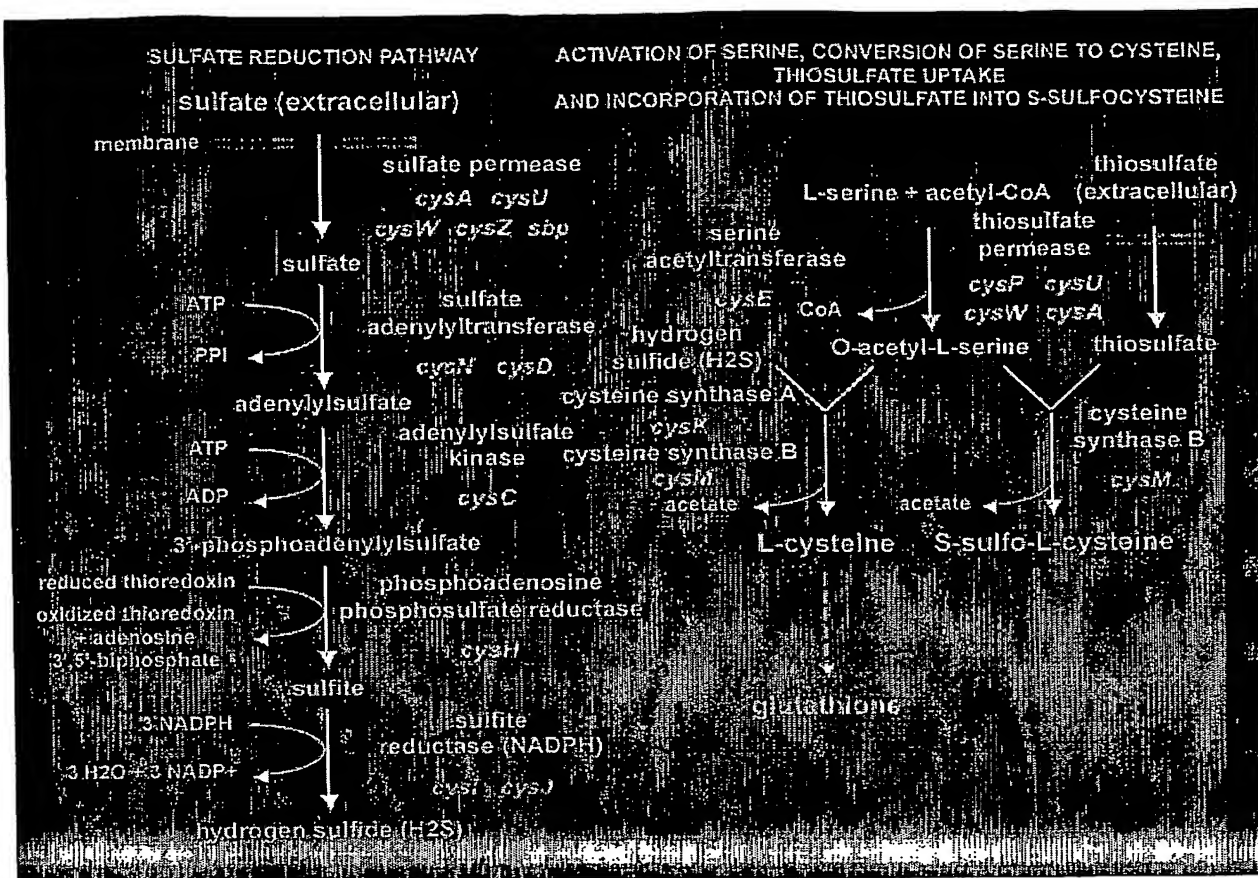 SULFATE REDUCTION PATHWAY
sulfate (extracellular)
membrane
sulfate permease
cysA cysU
cysW cysZ sbp
sulfate
ATP
PPI
sulfate
adenylyltransferase
cysN cysD
adenylylsulfate
ATP
ADP
adenylylsulfate
kinase
cysC
3'-phosphoadenylylsulfate
reduced thioredoxin
oxidized thioredoxin
+ adenosine
3',5'-biphosphate
phosphoadenosine
phosphosulfate reductase
cysH
sulfite
3 NADPH
3 H2O + 3 NADP+
sulfite
reductase (NADPH)
cysI cysJ
hydrogen sulfide (H2S)
ACTIVATION OF SERINE, CONVERSION OF SERINE TO CYSTEINE,
THIOSULFATE UPTAKE
AND INCORPORATION OF THIOSULFATE INTO S-SULFOCYSTEINE
L-serine + acetyl-CoA
thiosulfate
(extracellular)
serine
acetyltransferase
cysE
CoA
thiosulfate
permease
cysP cysU
cysW cysA
O-acetyl-L-serine
thiosulfate
hydrogen
sulfide (H2S)
cysteine synthase A
cysK
cysteine synthase B
cysM
acetate
cysteine
synthase B
cysM
acetate
L-cysteine
S-sulfo-L-cysteine
glutathione